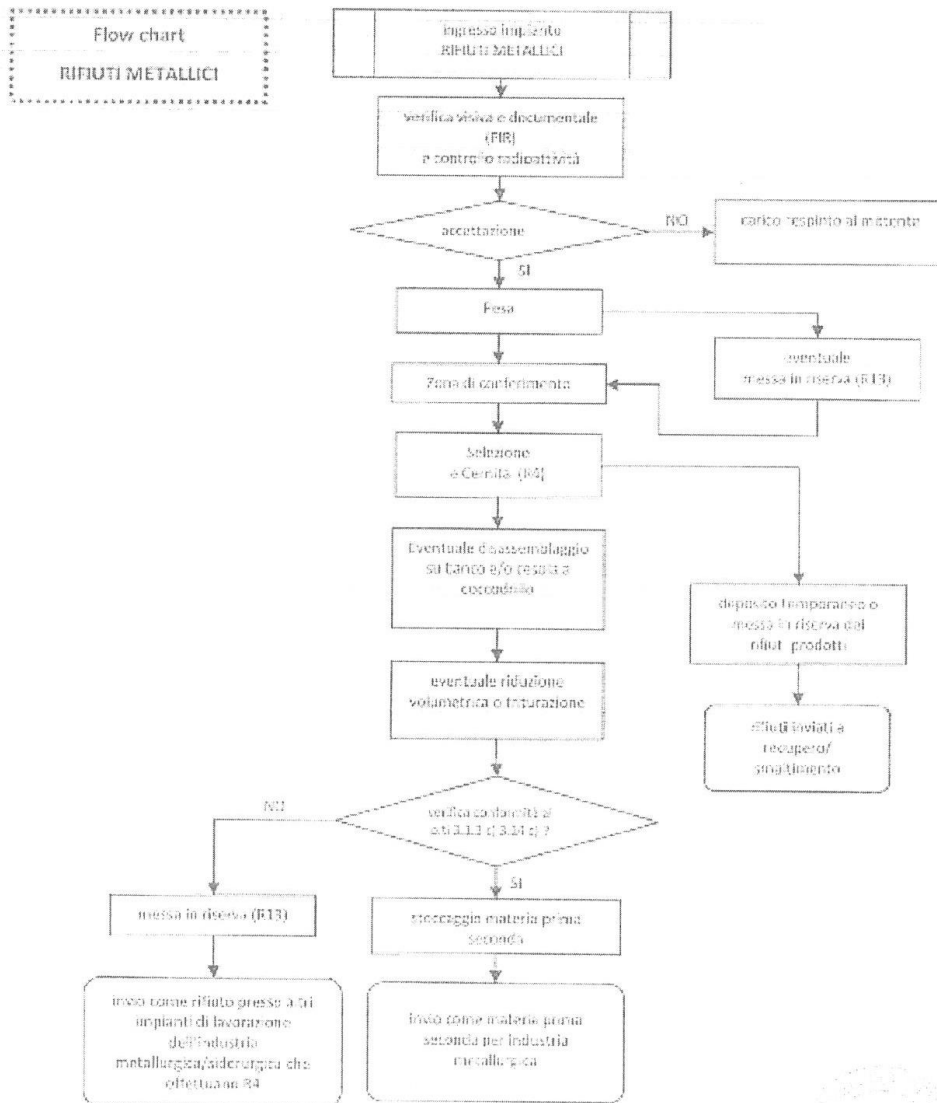 Flow chart
RIFIUTI METALLICI
ingresso impianto
RIFIUTI METALLICI
verifica visiva e documentale
(FIR)
e controllo radioattività
accettazione
NO
carico respinto al mittente
SI
Pesa
eventuale
messa in riserva (R13)
Zona di conferimento
Selezione
e Cernita (R4)
Eventuale disassemblaggio
su banco e/o cesoia a
coccodrillo
deposito temporaneo o
messa in riserva dei
rifiuti prodotti
eventuale riduzione
volumetrica o triturazione
rifiuti inviati a
recupero/
smaltimento
NO
verifica conformità ai
?
SI
messa in riserva (R13)
stoccaggio materia prima
seconda
invio come rifiuto presso altri
impianti di lavorazione
dell'industria
metallurgica/siderurgica che
effettuano R4
invio come materia prima
seconda per industria
metallurgica